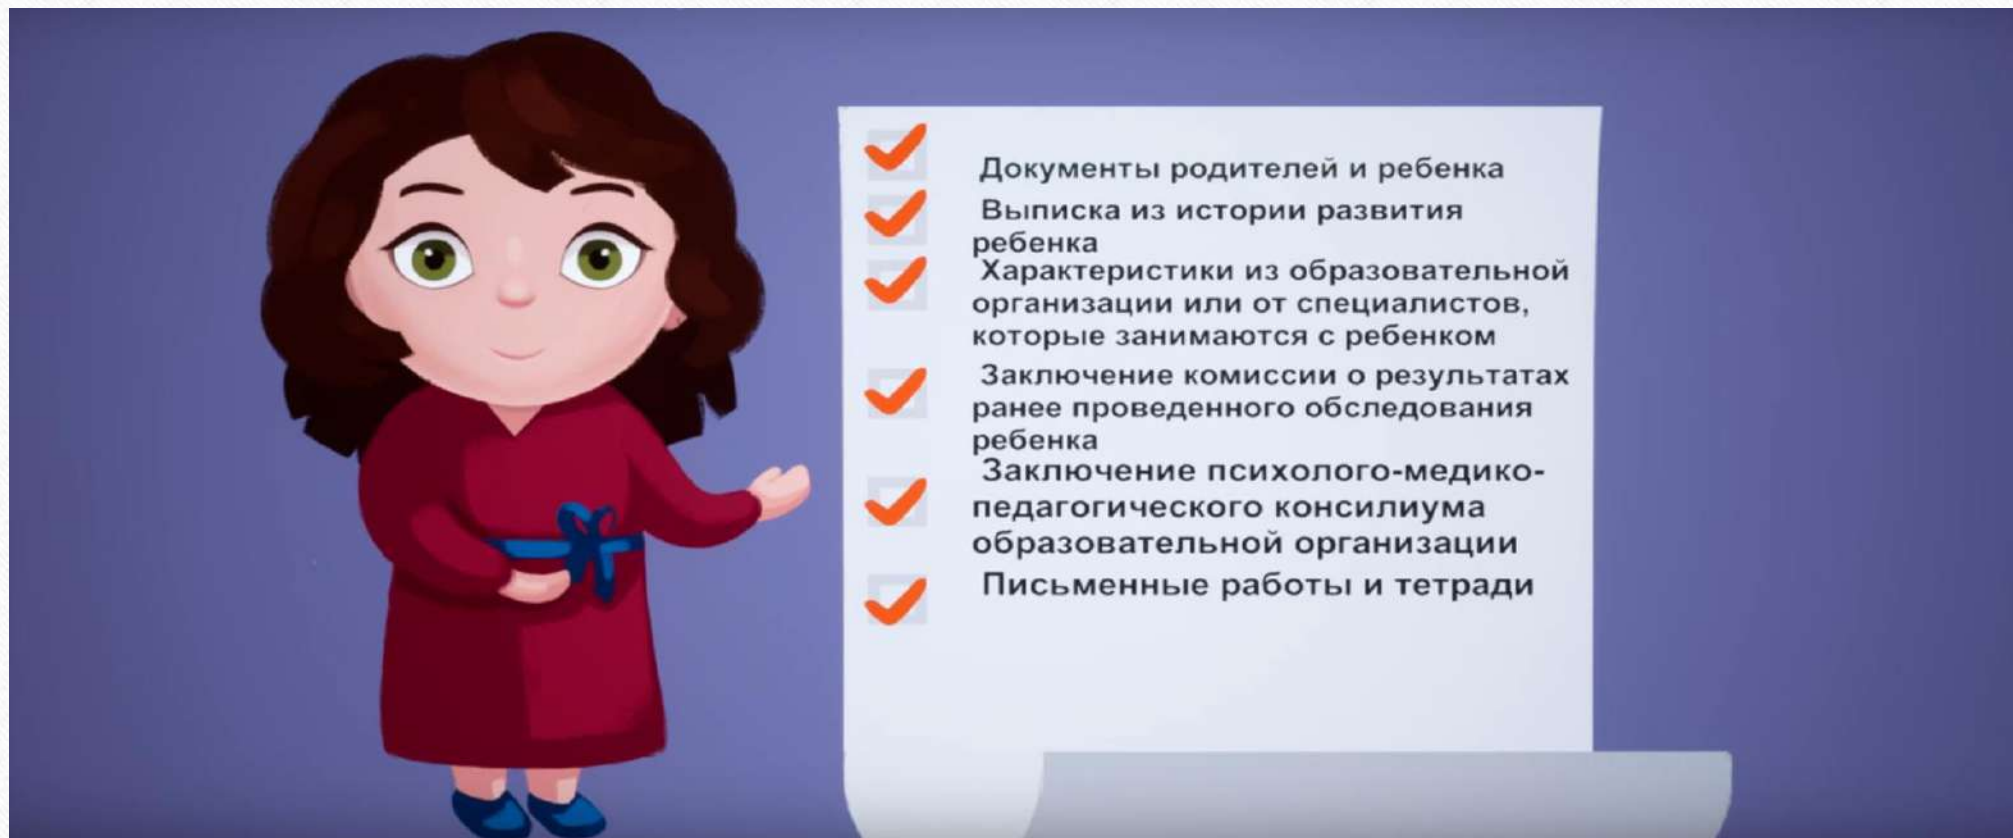 Документы родителей и ребенка
Выписка из истории развития
ребенка
Характеристики из образовательной
организации или от специалистов,
которые занимаются с ребенком
Заключение комиссии о результатах
ранее проведенного обследования
ребенка
Заключение психолого-медико-
педагогического консилиума
образовательной организации
Письменные работы и тетради